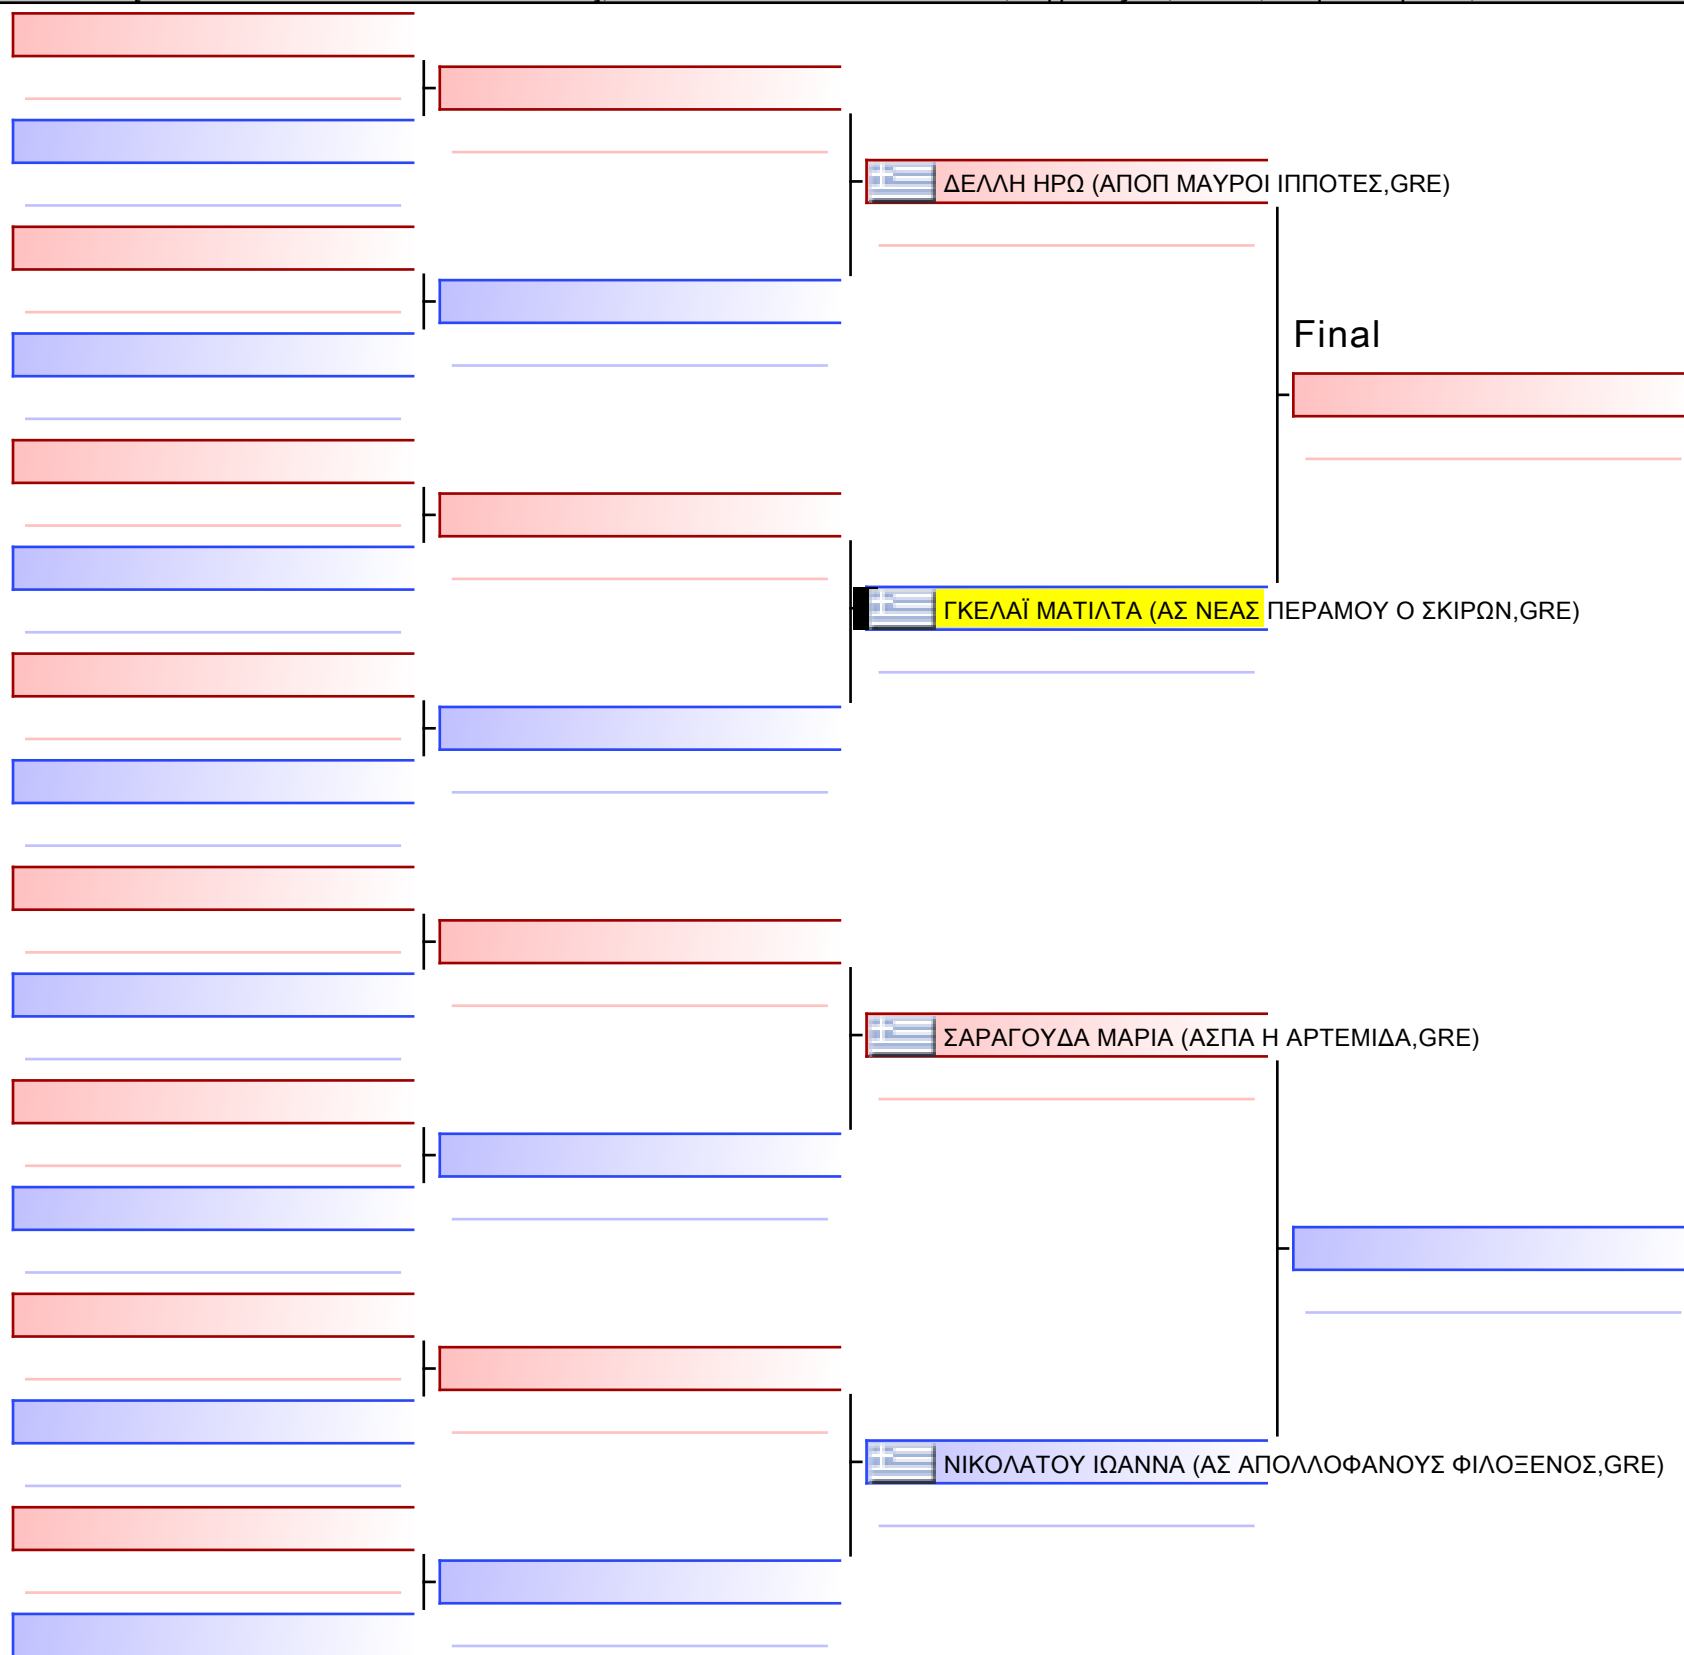 ΔΕΛΛΗ ΗΡΩ (ΑΠΟΠ ΜΑΥΡΟΙ ΙΠΠΟΤΕΣ,GRE)
Final
ΓΚΕΛΑΪ ΜΑΤΙΛΤΑ (ΑΣ ΝΕΑΣ ΠΕΡΑΜΟΥ Ο ΣΚΙΡΩΝ,GRE)
ΣΑΡΑΓΟΥΔΑ ΜΑΡΙΑ (ΑΣΠΑ Η ΑΡΤΕΜΙΔΑ,GRE)
ΝΙΚΟΛΑΤΟΥ ΙΩΑΝΝΑ (ΑΣ ΑΠΟΛΛΟΦΑΝΟΥΣ ΦΙΛΟΞΕΝΟΣ,GRE)